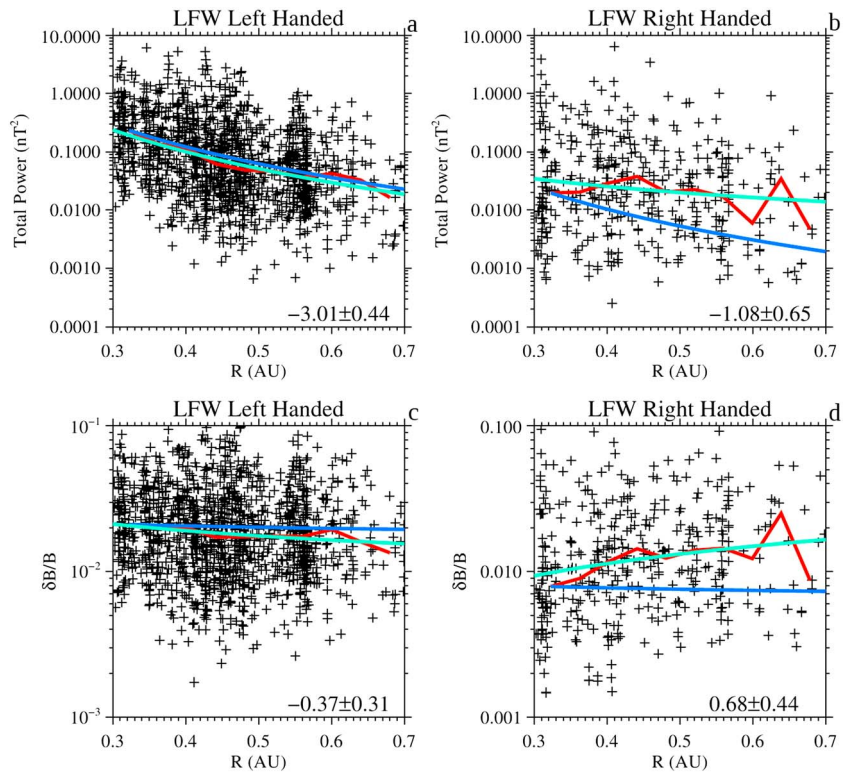 LFW Left Handed
a
10.0000
1.0000
0.1000
0.0100
0.0010
0.0001
Total Power (nT²)
−3.01±0.44
0.3 0.4 0.5 0.6 0.7
R (AU)
LFW Right Handed
b
10.0000
1.0000
0.1000
0.0100
0.0010
0.0001
Total Power (nT²)
−1.08±0.65
0.3 0.4 0.5 0.6 0.7
R (AU)
LFW Left Handed
c
10⁻¹
10⁻²
10⁻³
δB/B
−0.37±0.31
0.3 0.4 0.5 0.6 0.7
R (AU)
LFW Right Handed
d
0.100
0.010
0.001
δB/B
0.68±0.44
0.3 0.4 0.5 0.6 0.7
R (AU)